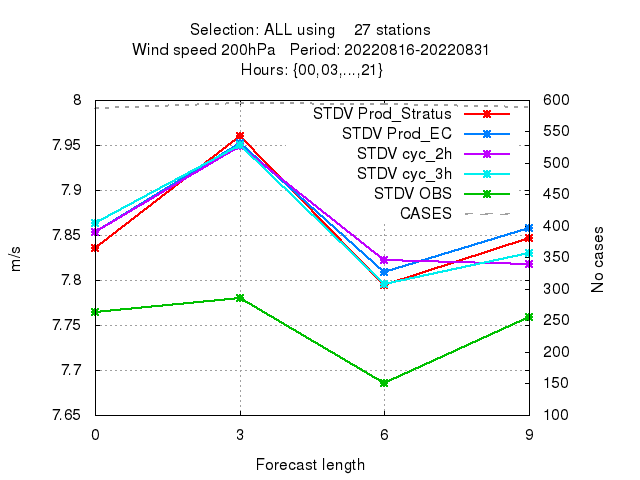 Selection: ALL using 27 stations
Wind speed 200hPa Period: 20220816-20220831
Hours: {00,03,...,21}
8 600
STDV Prod_Stratus
550
STDV Prod_EC
7.95
STDV cyc_2h
500
STDV cyc_3h
7.9 450
STDV OBS
CASES
400
7.85
350
m/s
No cases
7.8 300
250
7.75
200
7.7
150
7.65 100
0 3 6 9
Forecast length